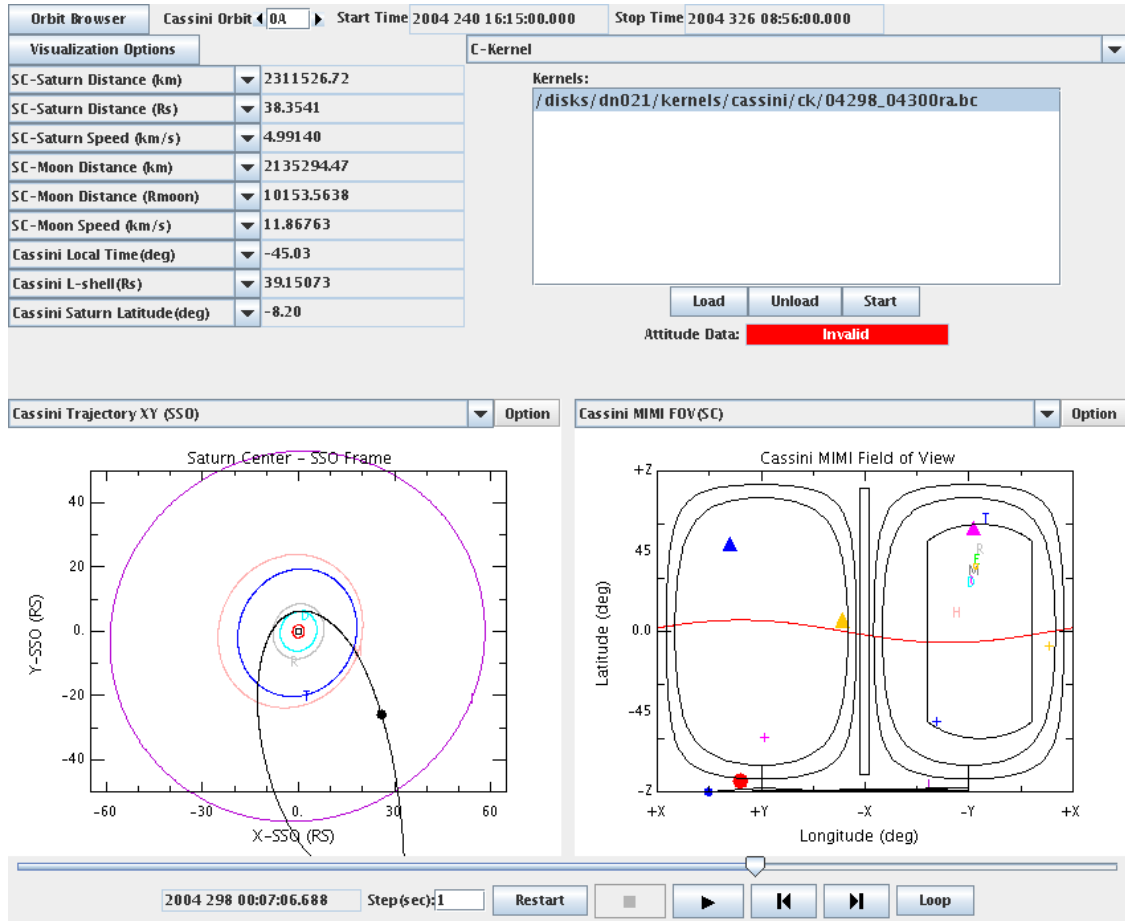 Orbit Browser Cassini Orbit 0A Start Time 2004 240 16:15:00.000 Stop Time 2004 326 08:56:00.000
Visualization Options C-Kernel
SC-Saturn Distance (km) 2311526.72
Kernels:
SC-Saturn Distance (Rs) 38.3541
/disks/dn021/kernels/cassini/ck/04298_04300ra.bc
SC-Saturn Speed (km/s) 4.99140
SC-Moon Distance (km) 2135294.47
SC-Moon Distance (Rmoon) 10153.5638
SC-Moon Speed (km/s) 11.86763
Cassini Local Time(deg) -45.03
Cassini L-shell(Rs) 39.15073
Cassini Saturn Latitude(deg) -8.20
Load Unload Start
Attitude Data: Invalid
Cassini Trajectory XY (SSO) Option
Saturn Center - SSO Frame
Y-SSO (RS)
40
20
0.
-20
-40
D
R
T
-60 -30 0. 30 60
X-SSO (RS)
Cassini MIMI FOV(SC) Option
Cassini MIMI Field of View
Latitude (deg)
+Z
45
0.0
-45
-Z
T
R
E
M
D
H
+X +Y -X -Y +X
Longitude (deg)
2004 298 00:07:06.688 Step(sec): 1 Restart Loop